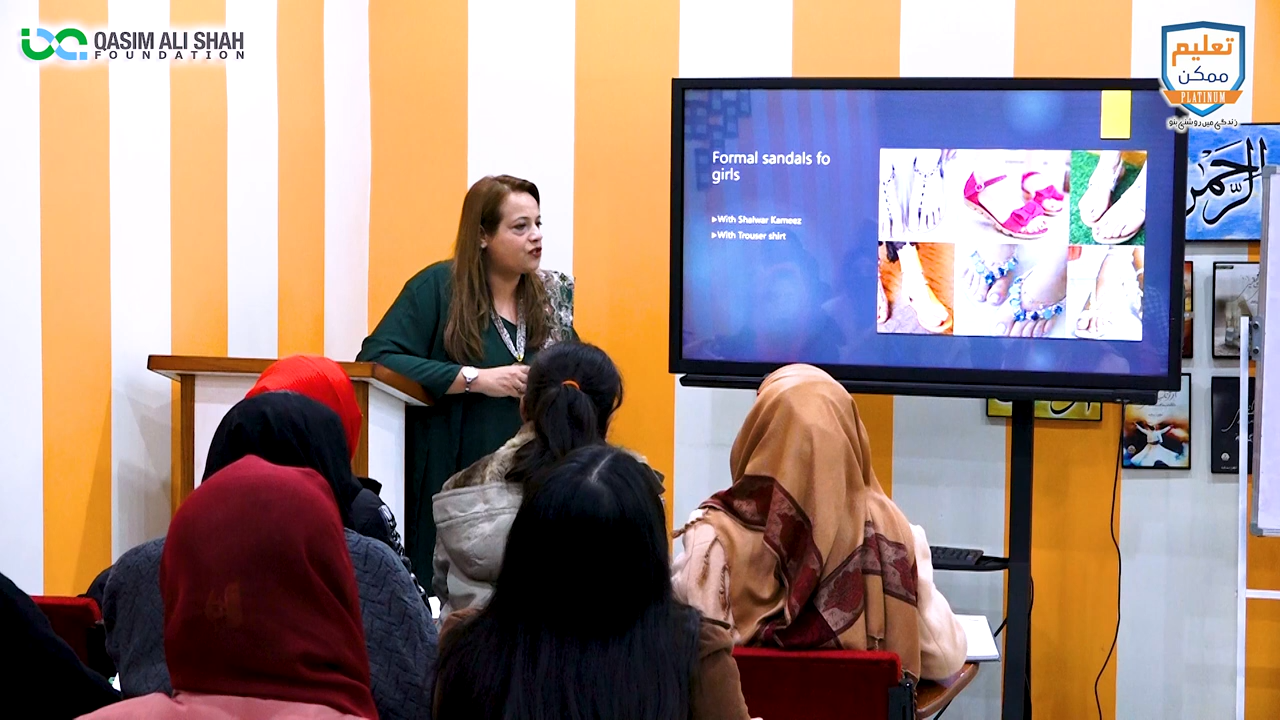 QASIM ALI SHAH
FOUNDATION
تعلیم
ممکن
PLATINUM
زندگی میں روشنی بنو
Formal sandals fo
girls
With Shalwar Kameez
With Trouser shirt
الرحمن